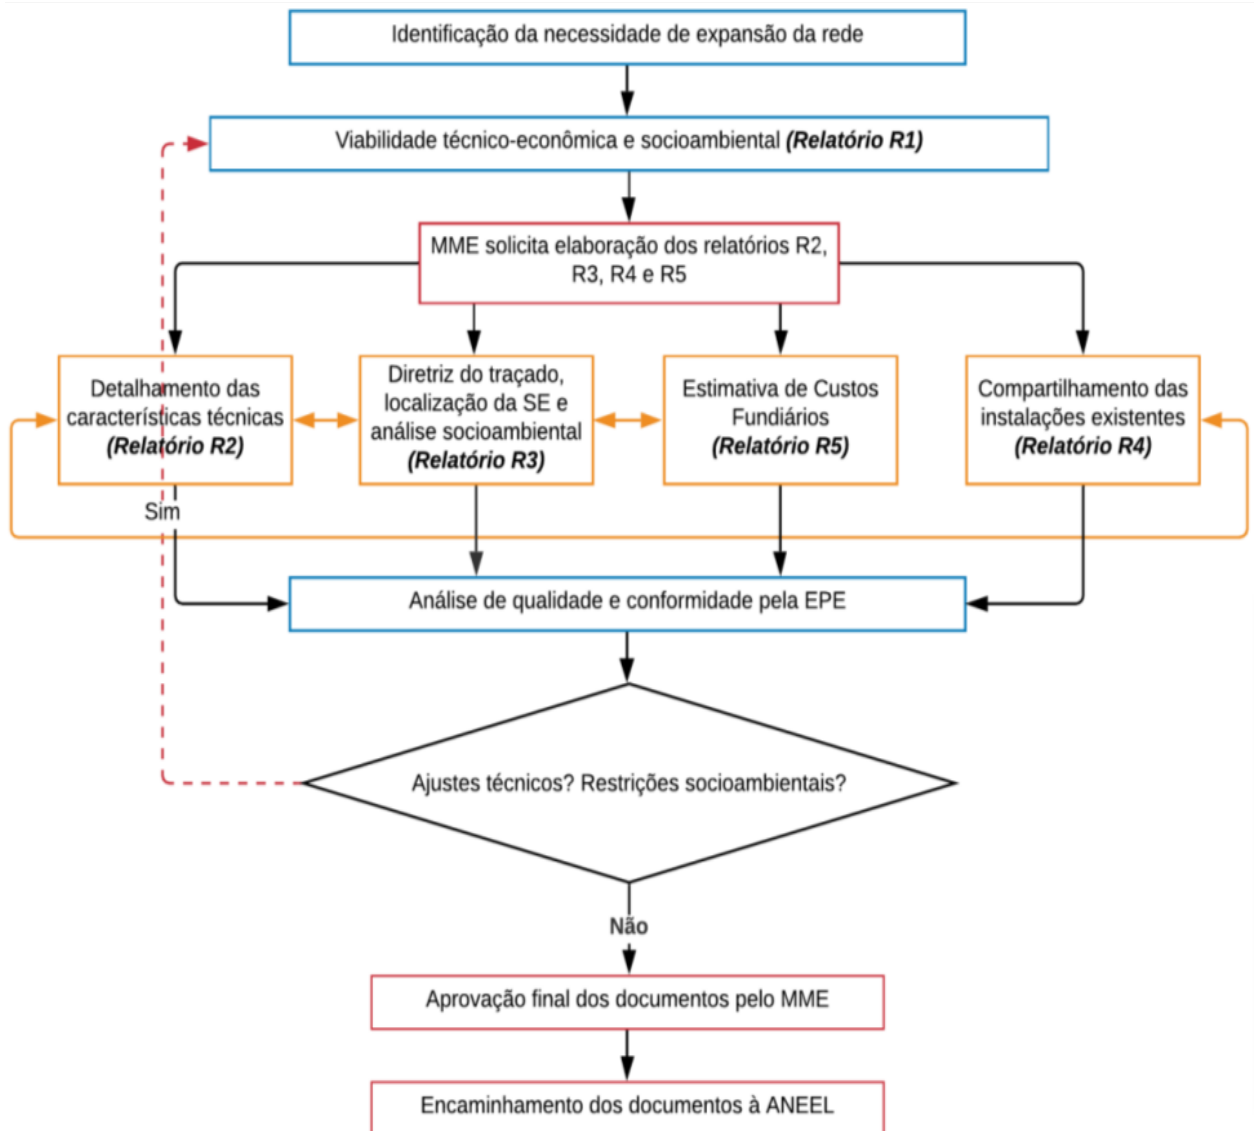 Identificação da necessidade de expansão da rede
Viabilidade técnico-econômica e socioambiental (Relatório R1)
MME solicita elaboração dos relatórios R2,
R3, R4 e R5
Detalhamento das
características técnicas
(Relatório R2)
Diretriz do traçado,
localização da SE e
análise socioambiental
(Relatório R3)
Estimativa de Custos
Fundiários
(Relatório R5)
Compartilhamento das
instalações existentes
(Relatório R4)
Sim
Análise de qualidade e conformidade pela EPE
Ajustes técnicos? Restrições socioambientais?
Não
Aprovação final dos documentos pelo MME
Encaminhamento dos documentos à ANEEL